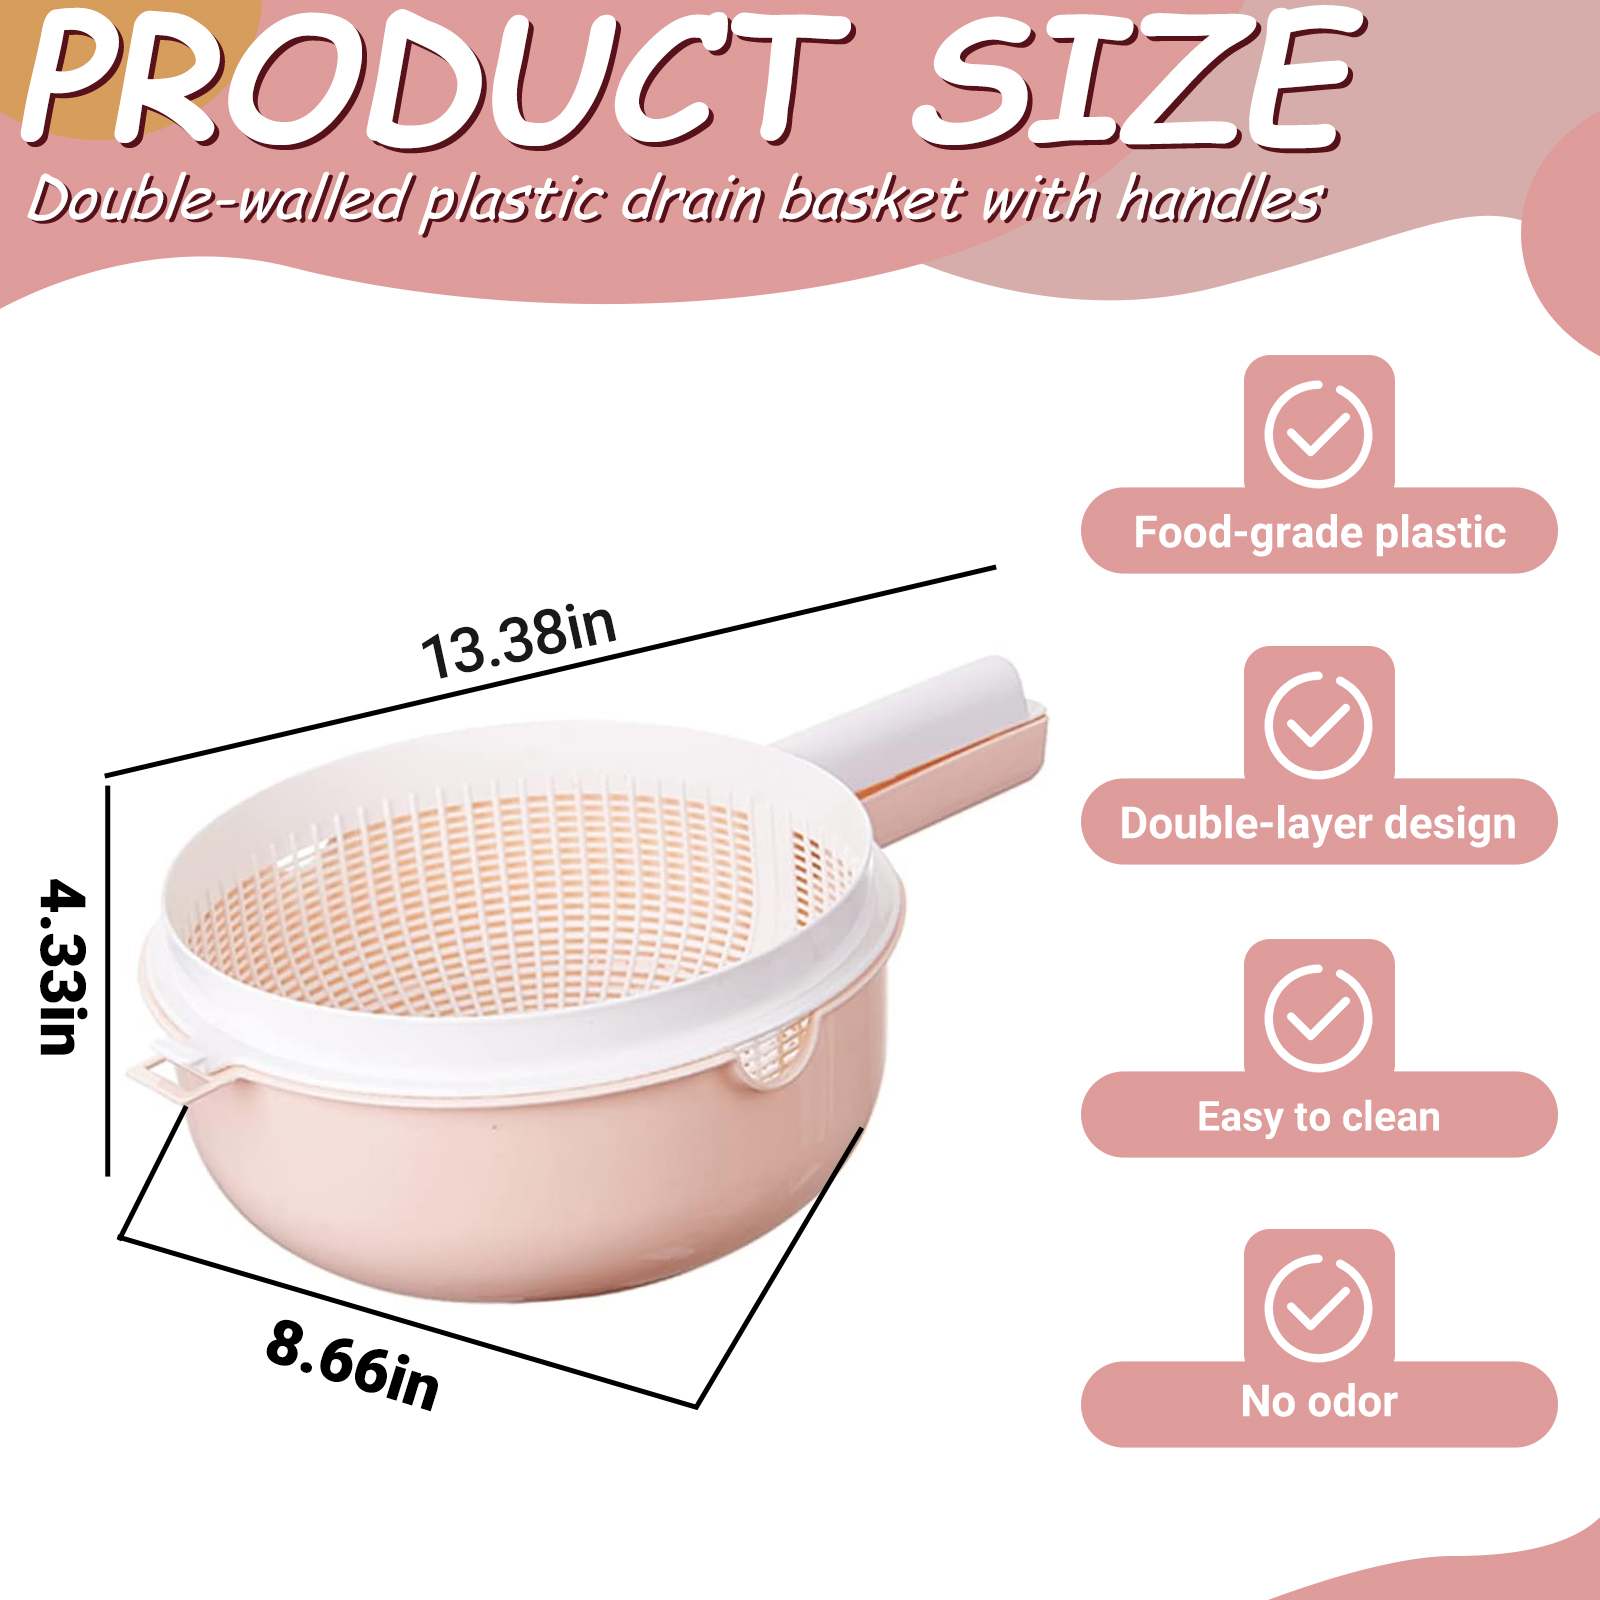 PRODUCT SIZE
Double-walled plastic drain basket with handles
Food-grade plastic
13.38in
Double-layer design
4.33in
Easy to clean
8.66in
No odor